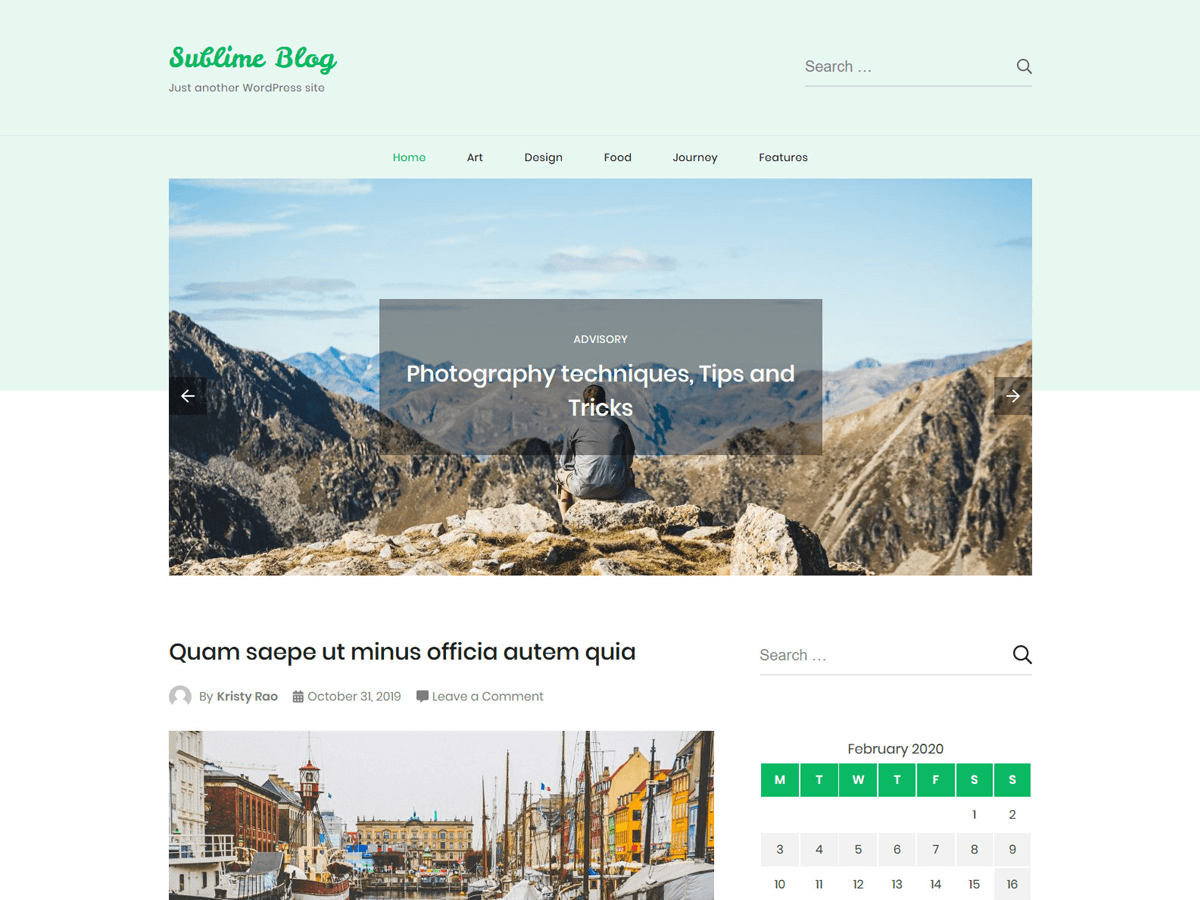 Sublime Blog
Just another WordPress site
Search …
Home Art Design Food Journey Features
ADVISORY
Photography techniques, Tips and
Tricks
Quam saepe ut minus officia autem quia
By Kristy Rao October 31, 2019 Leave a Comment
Search …
February 2020
M T W T F S S
1 2
3 4 5 6 7 8 9
10 11 12 13 14 15 16